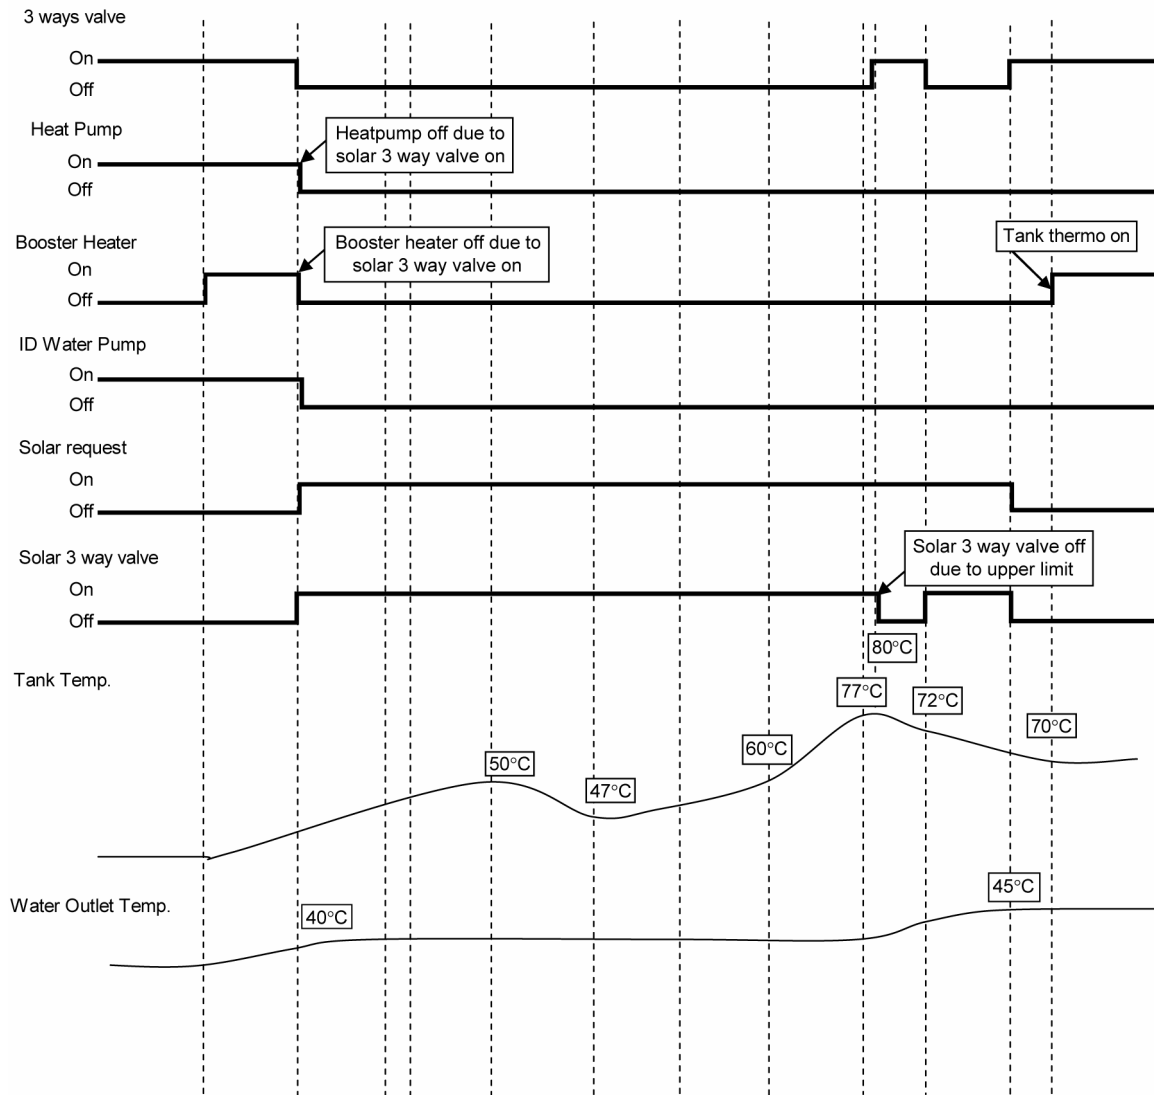 3 ways valve
On
Off
Heat Pump
On
Off
Heatpump off due to
solar 3 way valve on
Booster Heater
On
Off
Booster heater off due to
solar 3 way valve on
Tank thermo on
ID Water Pump
On
Off
Solar request
On
Off
Solar 3 way valve
On
Off
Solar 3 way valve off
due to upper limit
80°C
Tank Temp.
77°C
72°C
70°C
60°C
50°C
47°C
Water Outlet Temp.
40°C
45°C